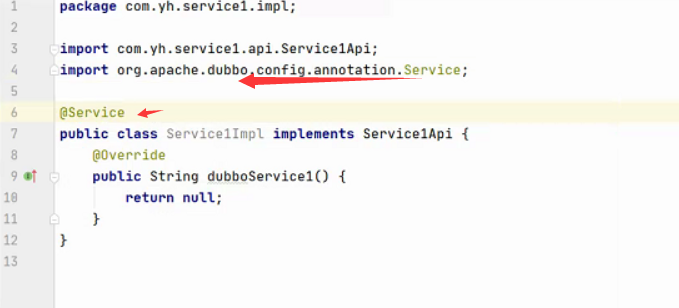 1 package com.yh.service1.impl;
2
3 import com.yh.service1.api.Service1Api;
4 import org.apache.dubbo.config.annotation.Service;
5
6 @Service
7 public class Service1Impl implements Service1Api {
8 @Override
9 public String dubboService1() {
10 return null;
11 }
12 }
13